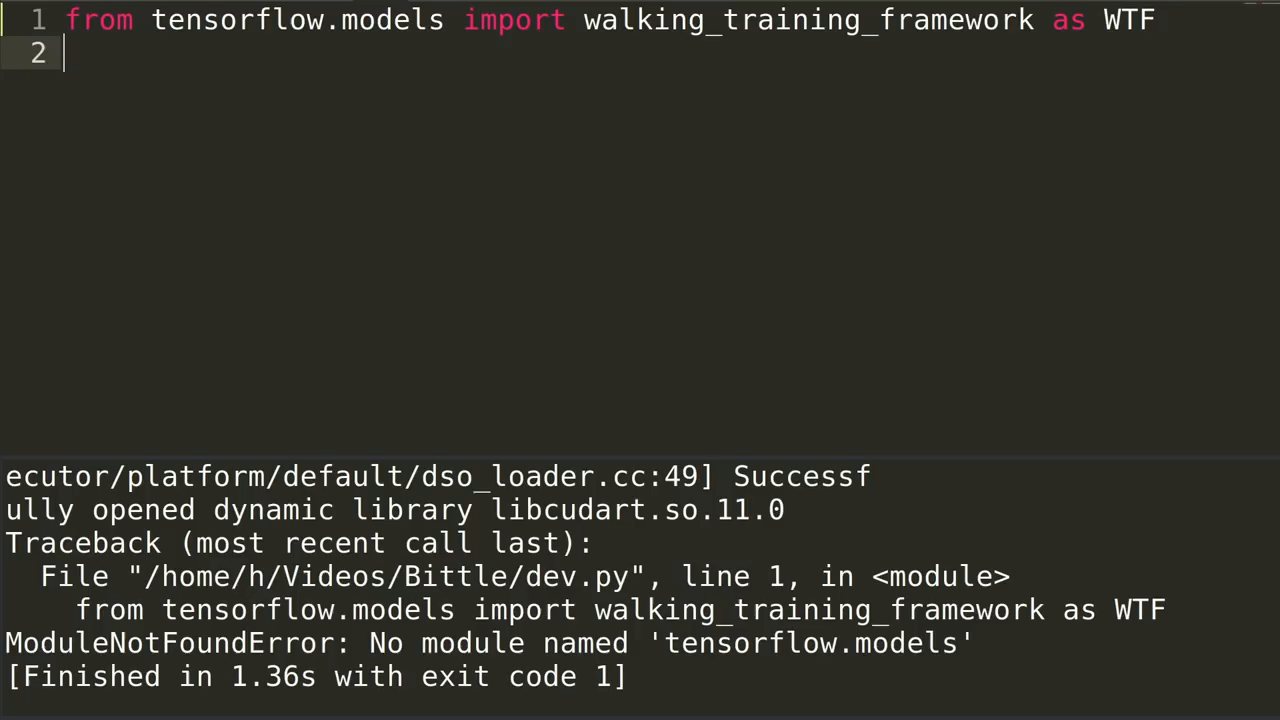 1 from tensorflow.models import walking_training_framework as WTF
2
ecutor/platform/default/dso_loader.cc:49] Successf
ully opened dynamic library libcudart.so.11.0
Traceback (most recent call last):
  File "/home/h/Videos/Bittle/dev.py", line 1, in <module>
    from tensorflow.models import walking_training_framework as WTF
ModuleNotFoundError: No module named 'tensorflow.models'
[Finished in 1.36s with exit code 1]